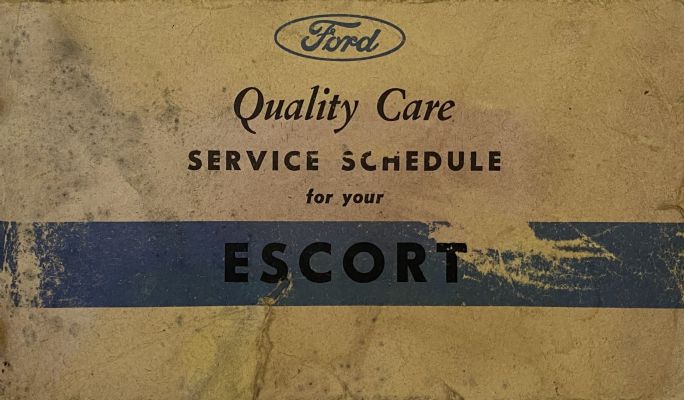 Ford
Quality Care
SERVICE SCHEDULE
for your
ESCORT